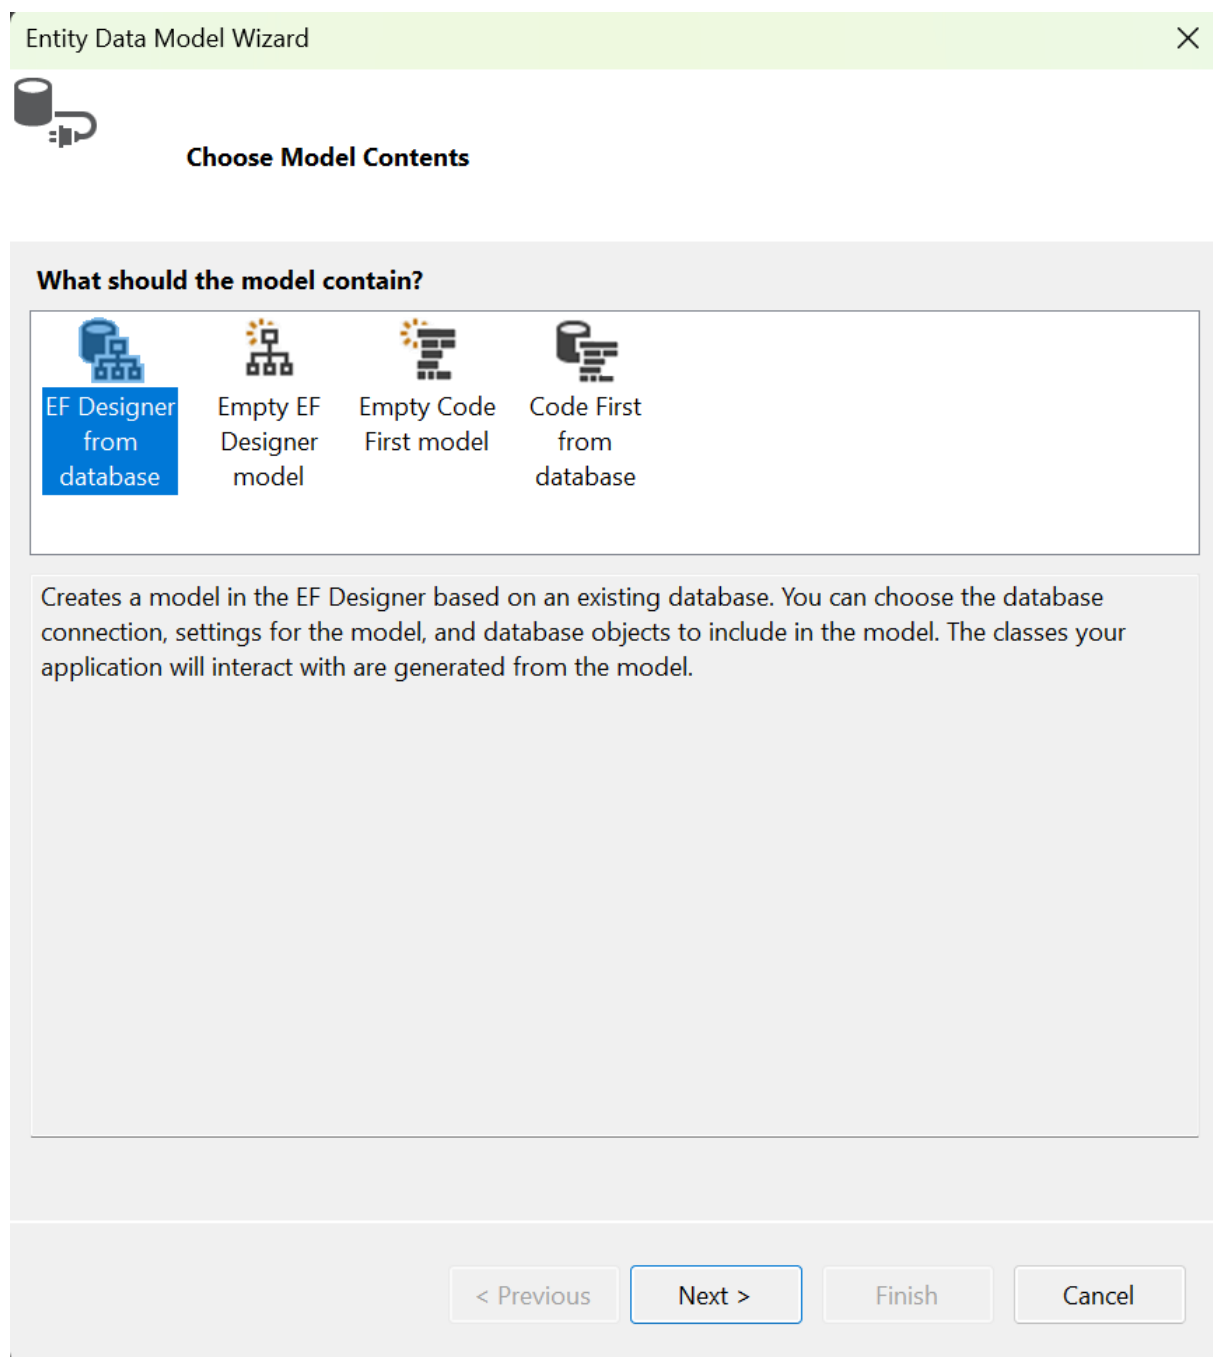 Entity Data Model Wizard
Choose Model Contents
What should the model contain?
EF Designer
from
database
Empty EF
Designer
model
Empty Code
First model
Code First
from
database
Creates a model in the EF Designer based on an existing database. You can choose the database
connection, settings for the model, and database objects to include in the model. The classes your
application will interact with are generated from the model.
< Previous
Next >
Finish
Cancel